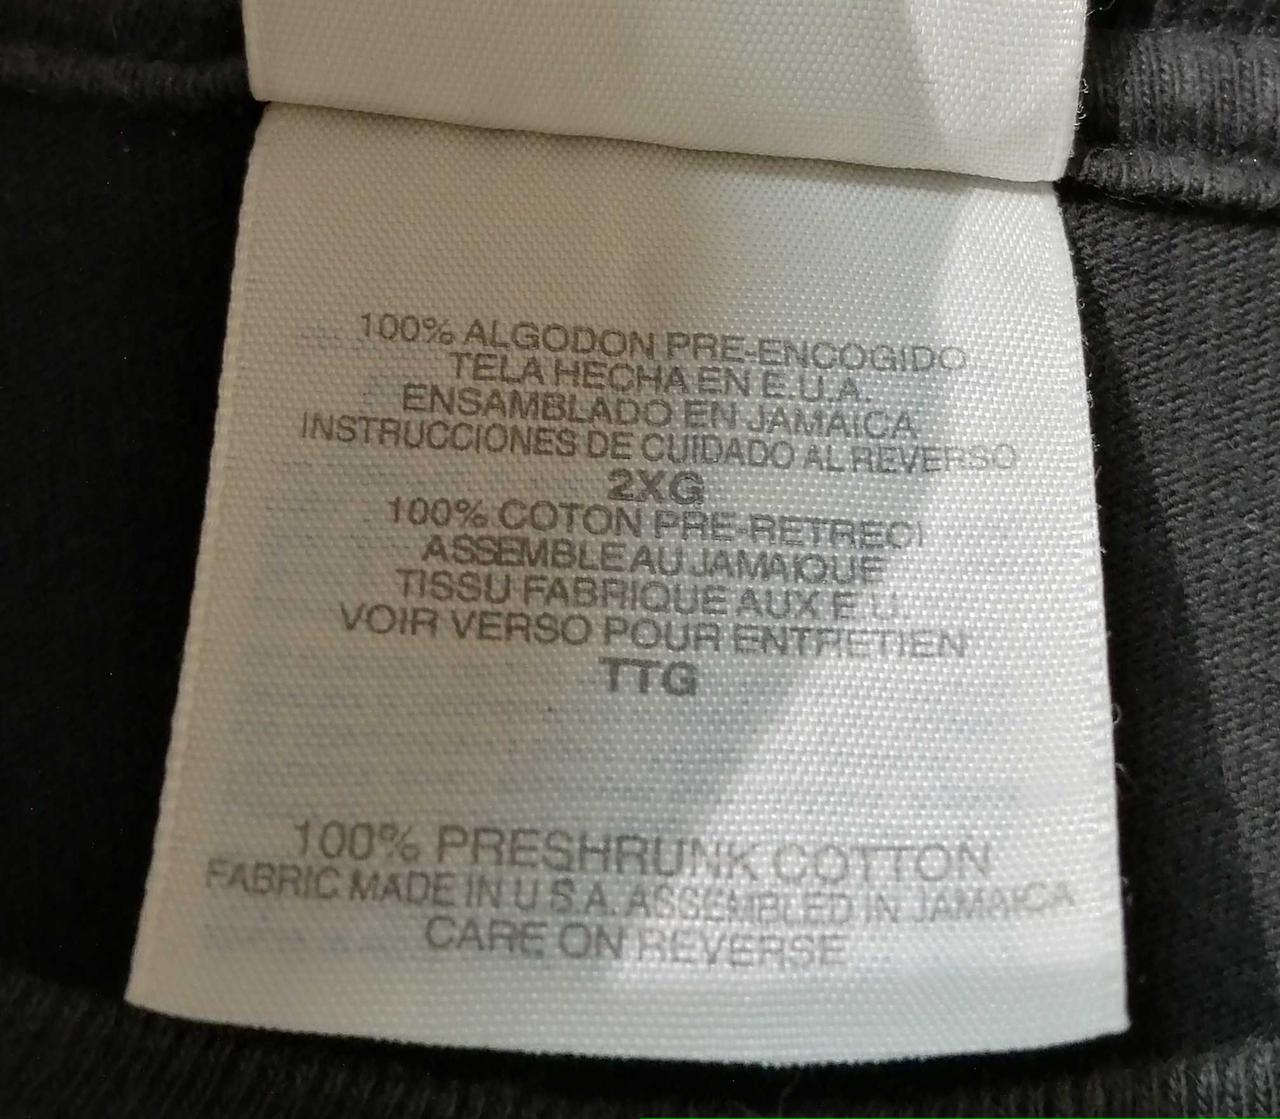 100% ALGODON PRE-ENCOGIDO
TELA HECHA EN E.U.A.
ENSAMBLADO EN JAMAICA
INSTRUCCIONES DE CUIDADO AL REVERSO
2XG
100% COTON PRE-RETRECI
ASSEMBLE AU JAMAIQUE
TISSU FABRIQUE AUX E.U.
VOIR VERSO POUR ENTRETIEN
TTG
100% PRESHRUNK COTTON
FABRIC MADE IN U.S.A. ASSEMBLED IN JAMAICA
CARE ON REVERSE